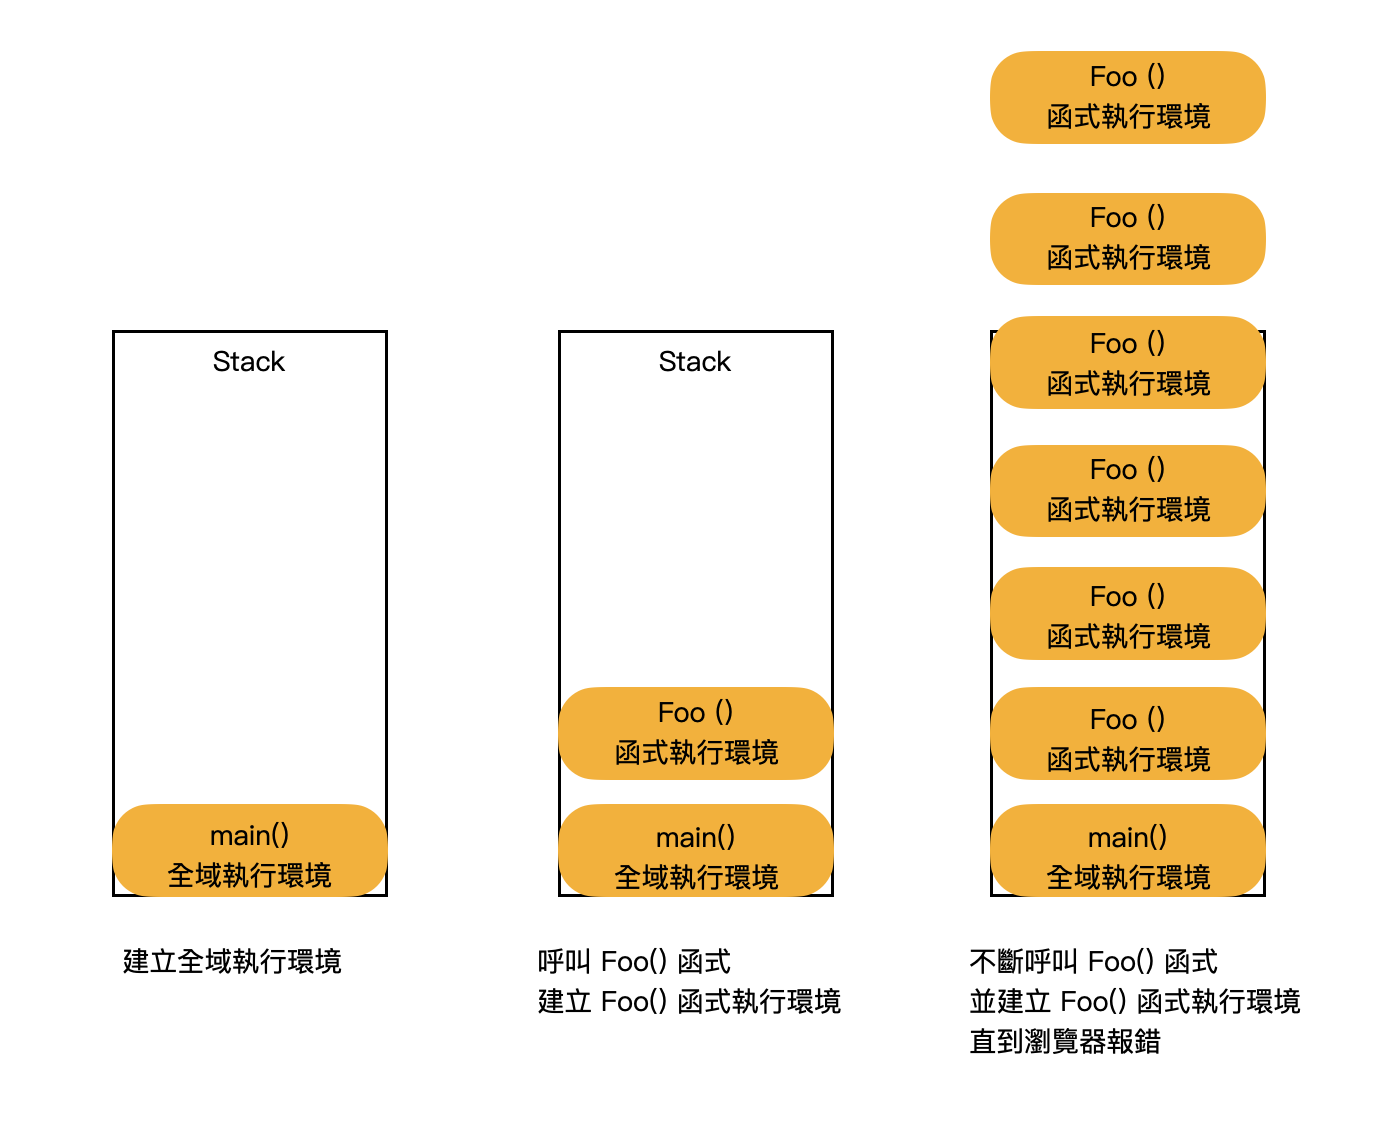 Stack
main()
全域執行環境
建立全域執行環境
Stack
Foo ()
函式執行環境
main()
全域執行環境
呼叫 Foo() 函式
建立 Foo() 函式執行環境
Foo ()
函式執行環境
Foo ()
函式執行環境
Foo ()
函式執行環境
Foo ()
函式執行環境
Foo ()
函式執行環境
Foo ()
函式執行環境
main()
全域執行環境
不斷呼叫 Foo() 函式
並建立 Foo() 函式執行環境
直到瀏覽器報錯